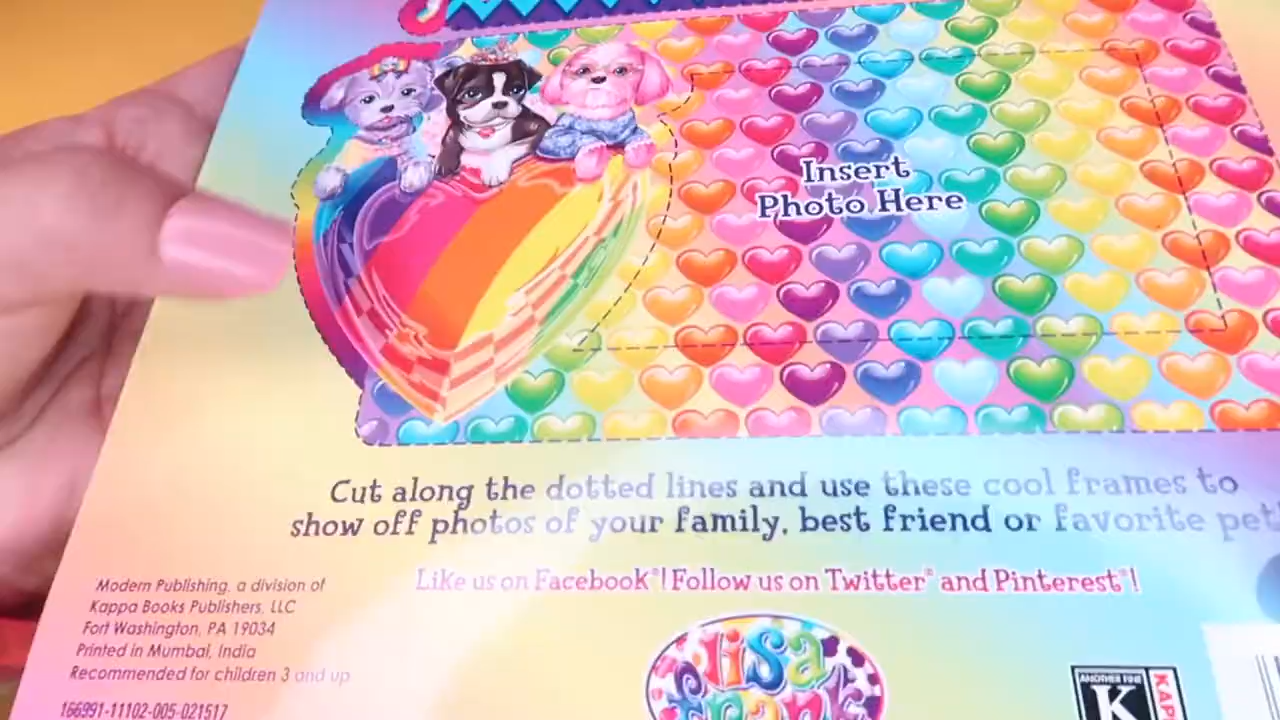 Insert
Photo Here
Cut along the dotted lines and use these cool frames to
show off photos of your family, best friend or favorite pet
Like us on Facebook®! Follow us on Twitter® and Pinterest®!
Modern Publishing, a division of
Kappa Books Publishers, LLC
Fort Washington, PA 19034
Printed in Mumbai, India
Recommended for children 3 and up
166991-11102-005-021517
lisa
frank
ANOTHER FINE
K
KAPP